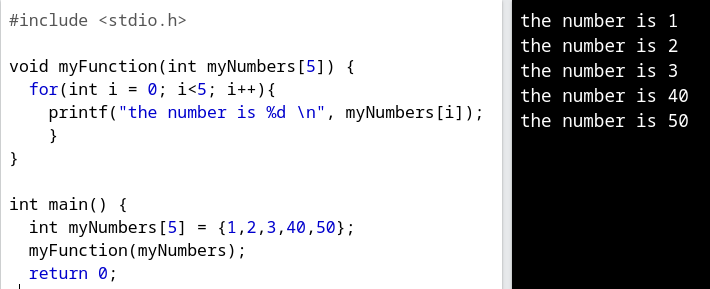 #include <stdio.h>

void myFunction(int myNumbers[5]) {
  for(int i = 0; i<5; i++){
    printf("the number is %d \n", myNumbers[i]);
    }
}

int main() {
  int myNumbers[5] = {1,2,3,40,50};
  myFunction(myNumbers);
  return 0;
the number is 1
the number is 2
the number is 3
the number is 40
the number is 50